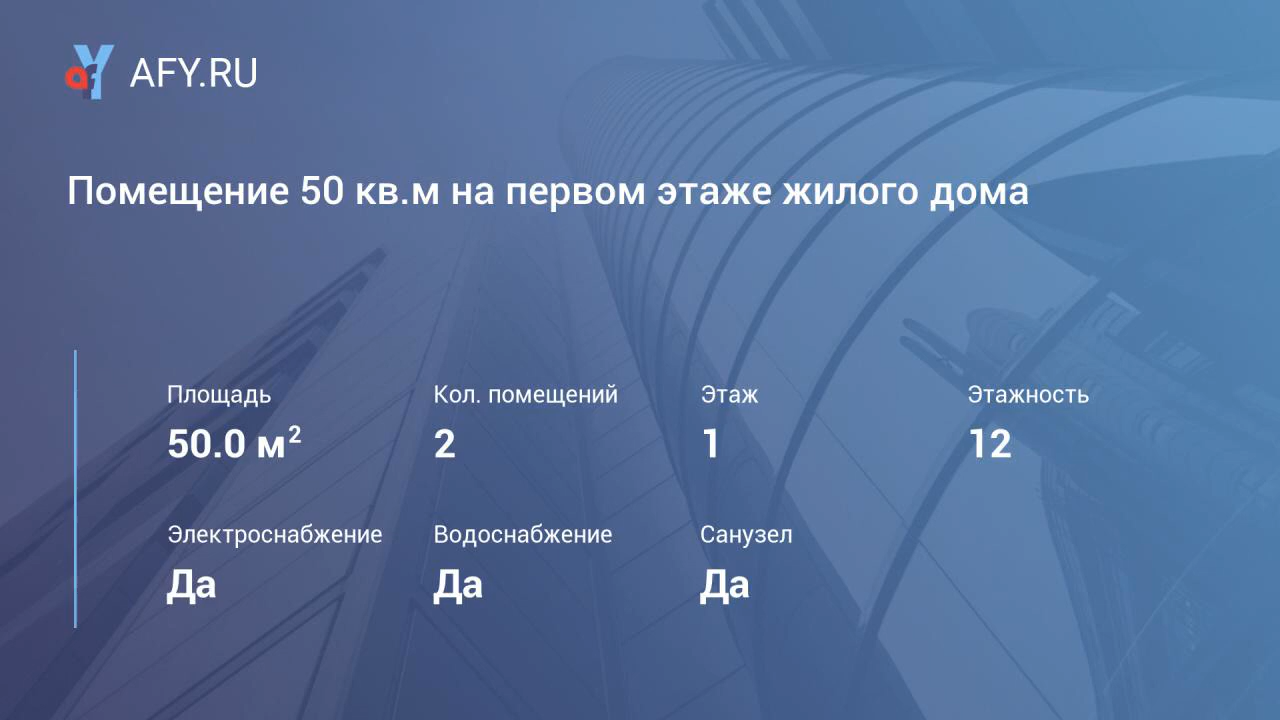 AFY.RU
Помещение 50 кв.м на первом этаже жилого дома
Площадь Кол. помещений Этаж Этажность
50.0 м² 2 1 12
Электроснабжение Водоснабжение Санузел
Да Да Да